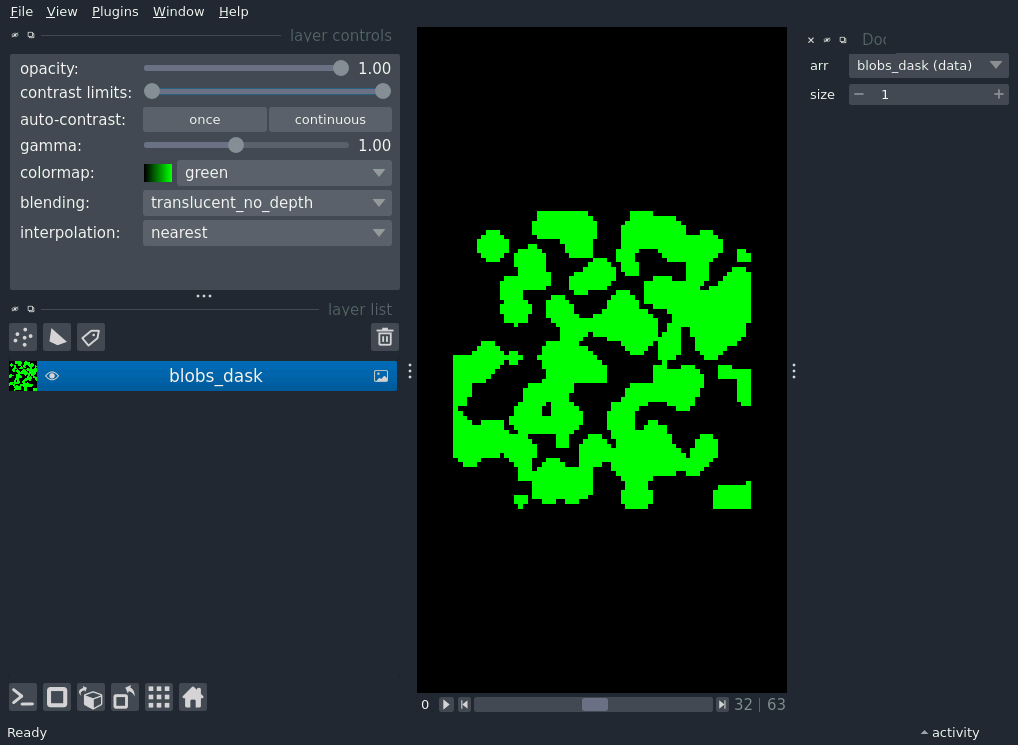 File View Plugins Window Help
layer controls
opacity: 1.00
contrast limits:
auto-contrast: once continuous
gamma: 1.00
colormap: green
blending: translucent_no_depth
interpolation: nearest
layer list
blobs_dask
0 32 | 63
arr blobs_dask (data)
size 1
Ready
activity